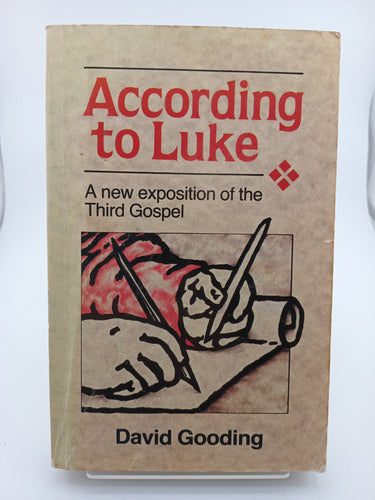 According
to Luke
A new exposition of the
Third Gospel
David Gooding